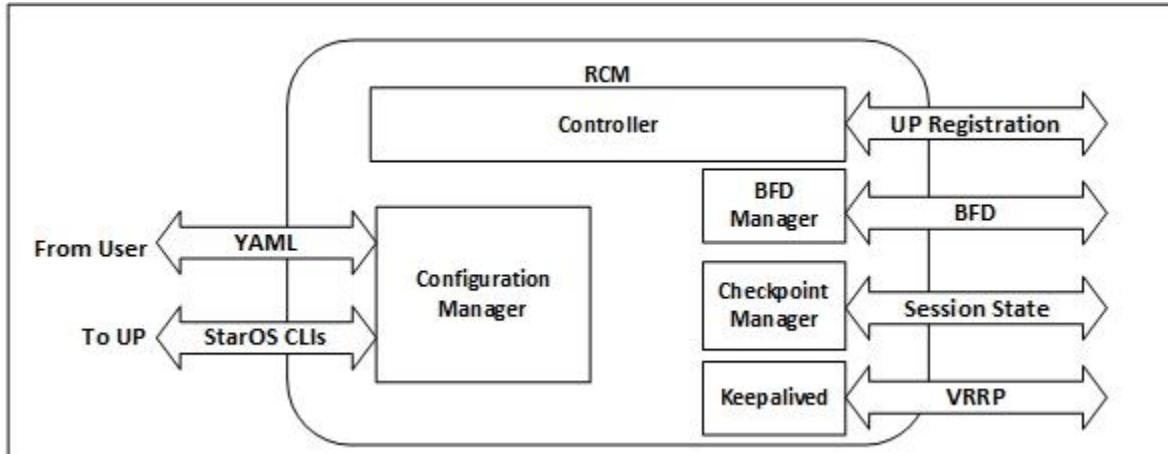 RCM
Controller
UP Registration
BFD
Manager
BFD
From User
YAML
Configuration
Manager
Checkpoint
Manager
Session State
To UP
StarOS CLIs
Keepalived
VRRP